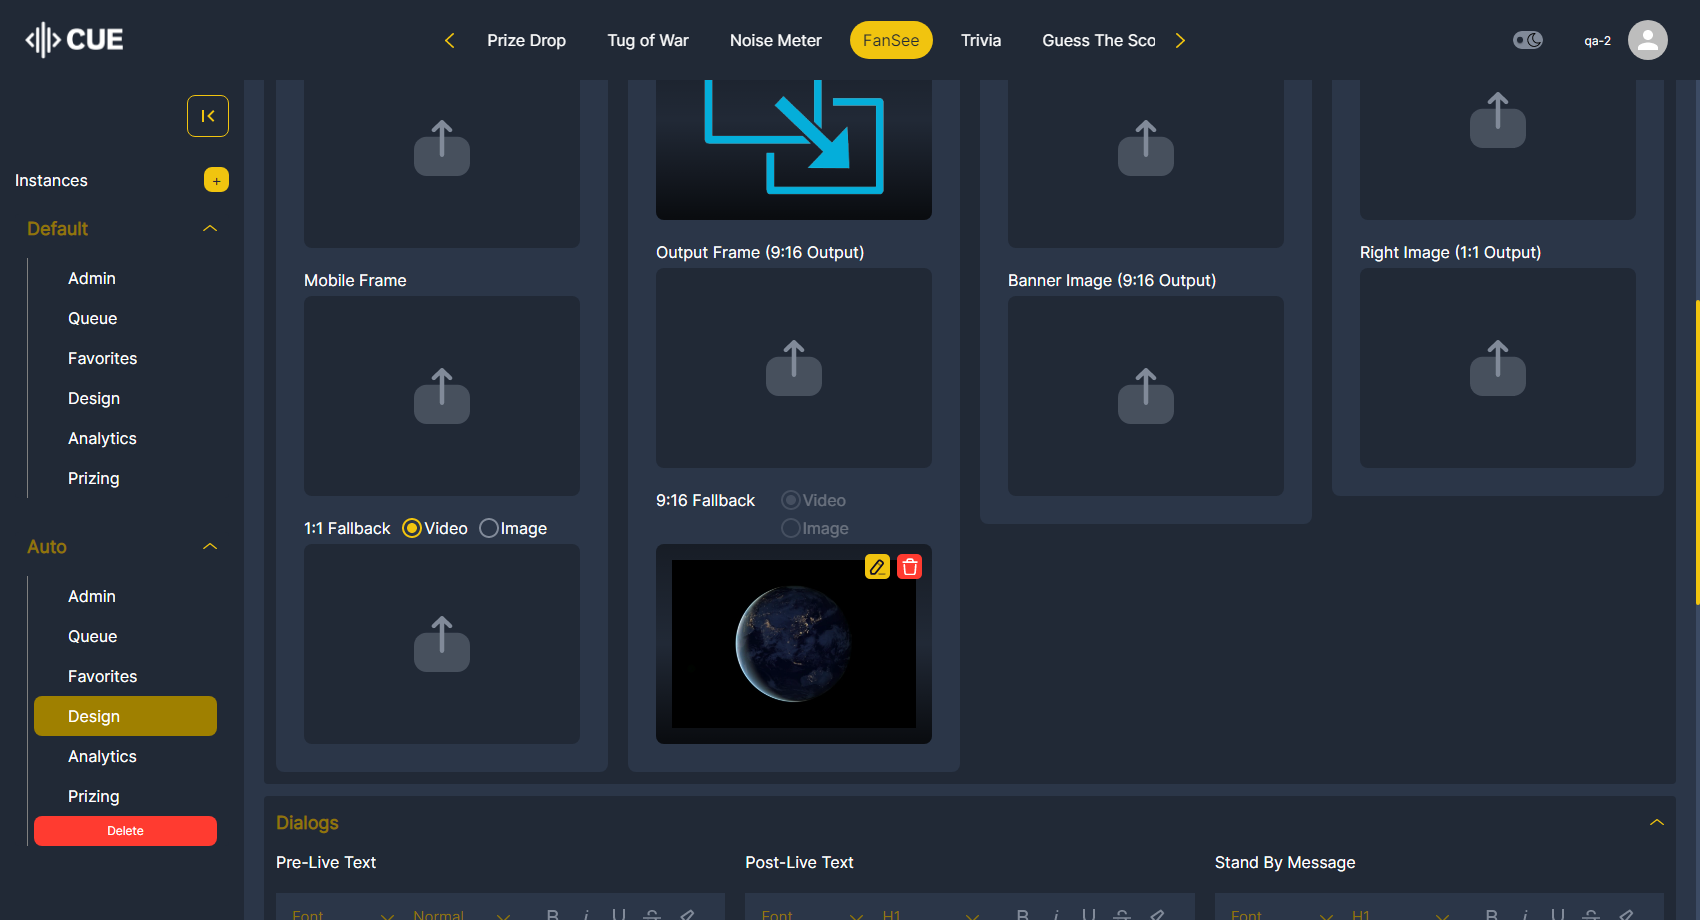 CUE
Prize Drop
Tug of War
Noise Meter
FanSee
Trivia
Guess The Sco
qa-2
Instances
+
Default
Admin
Queue
Favorites
Design
Analytics
Prizing
Auto
Admin
Queue
Favorites
Design
Analytics
Prizing
Delete
Mobile Frame
1:1 Fallback Video Image
Output Frame (9:16 Output)
9:16 Fallback Video
Image
Banner Image (9:16 Output)
Right Image (1:1 Output)
Dialogs
Pre-Live Text
Font Normal B i U S
Post-Live Text
Font H1 B i U S
Stand By Message
Font H1 B i U S